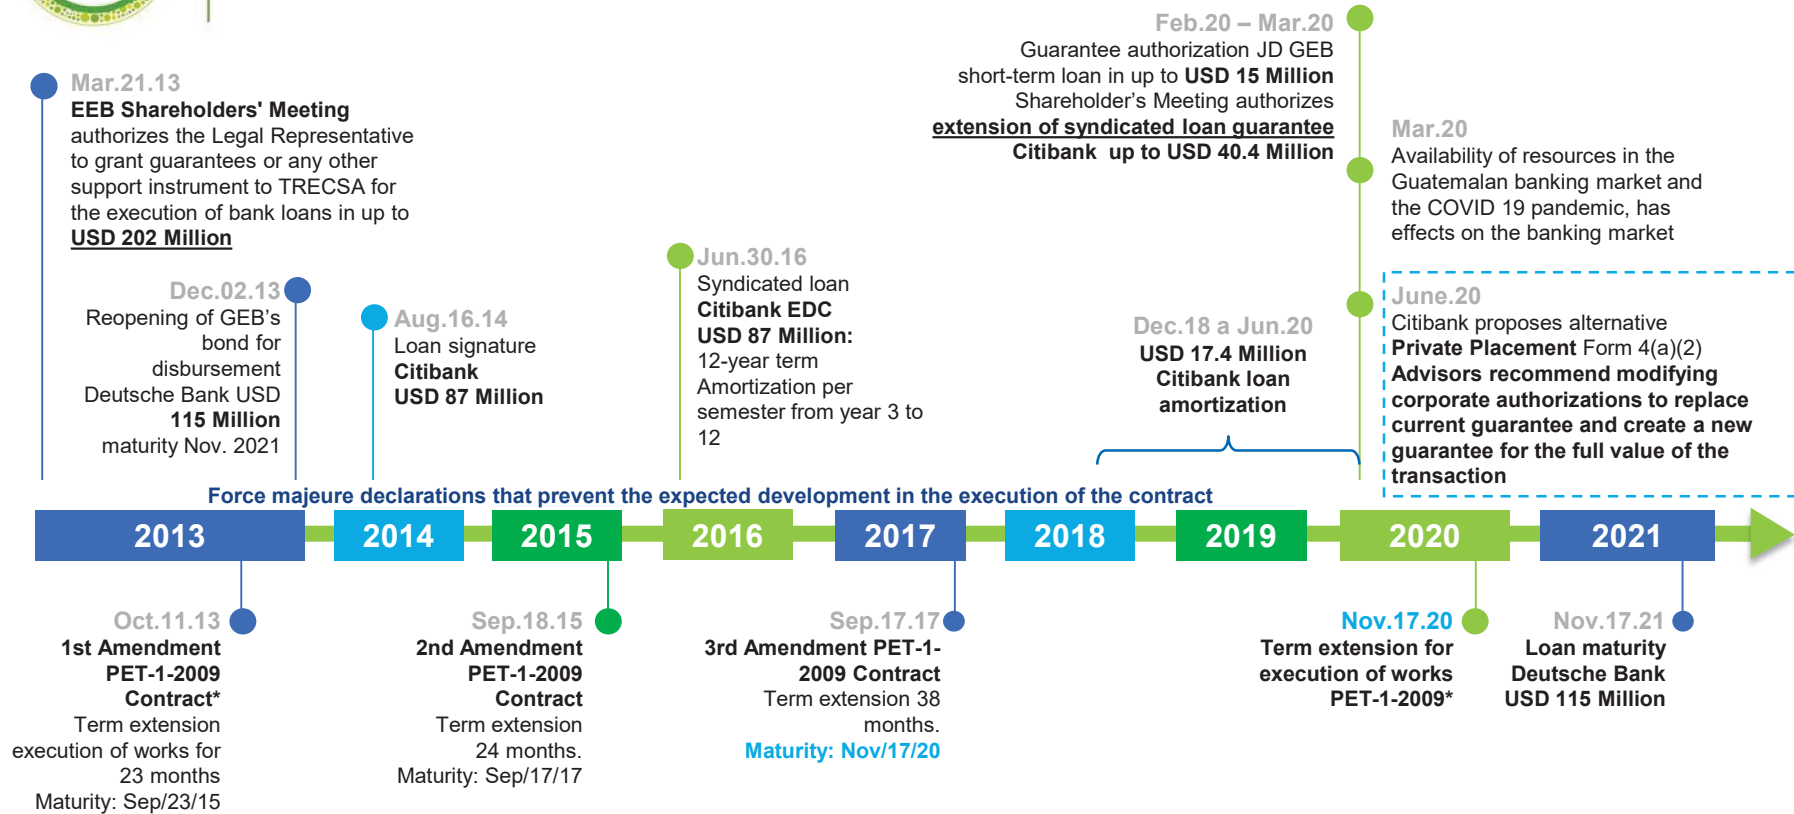 Mar.21.13
EEB Shareholders' Meeting
authorizes the Legal Representative
to grant guarantees or any other
support instrument to TRECSA for
the execution of bank loans in up to
USD 202 Million
Dec.02.13
Reopening of GEB's
bond for
disbursement
Deutsche Bank USD
115 Million
maturity Nov. 2021
Aug.16.14
Loan signature
Citibank
USD 87 Million
Jun.30.16
Syndicated loan
Citibank EDC
USD 87 Million:
12-year term
Amortization per
semester from year 3 to
12
Dec.18 a Jun.20
USD 17.4 Million
Citibank loan
amortization
Feb.20 – Mar.20
Guarantee authorization JD GEB
short-term loan in up to USD 15 Million
Shareholder's Meeting authorizes
extension of syndicated loan guarantee
Citibank up to USD 40.4 Million
Mar.20
Availability of resources in the
Guatemalan banking market and
the COVID 19 pandemic, has
effects on the banking market
June.20
Citibank proposes alternative
Private Placement Form 4(a)(2)
Advisors recommend modifying
corporate authorizations to replace
current guarantee and create a new
guarantee for the full value of the
transaction
Force majeure declarations that prevent the expected development in the execution of the contract
2013 2014 2015 2016 2017 2018 2019 2020 2021
Oct.11.13
1st Amendment
PET-1-2009
Contract*
Term extension
execution of works for
23 months
Maturity: Sep/23/15
Sep.18.15
2nd Amendment
PET-1-2009
Contract
Term extension
24 months.
Maturity: Sep/17/17
Sep.17.17
3rd Amendment PET-1-
2009 Contract
Term extension 38
months.
Maturity: Nov/17/20
Nov.17.20
Term extension for
execution of works
PET-1-2009*
Nov.17.21
Loan maturity
Deutsche Bank
USD 115 Million